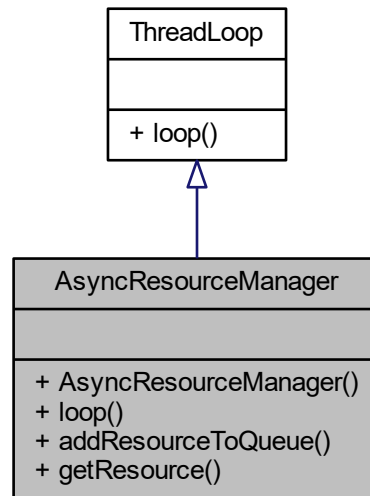 ThreadLoop
+ loop()
AsyncResourceManager
+ AsyncResourceManager()
+ loop()
+ addResourceToQueue()
+ getResource()